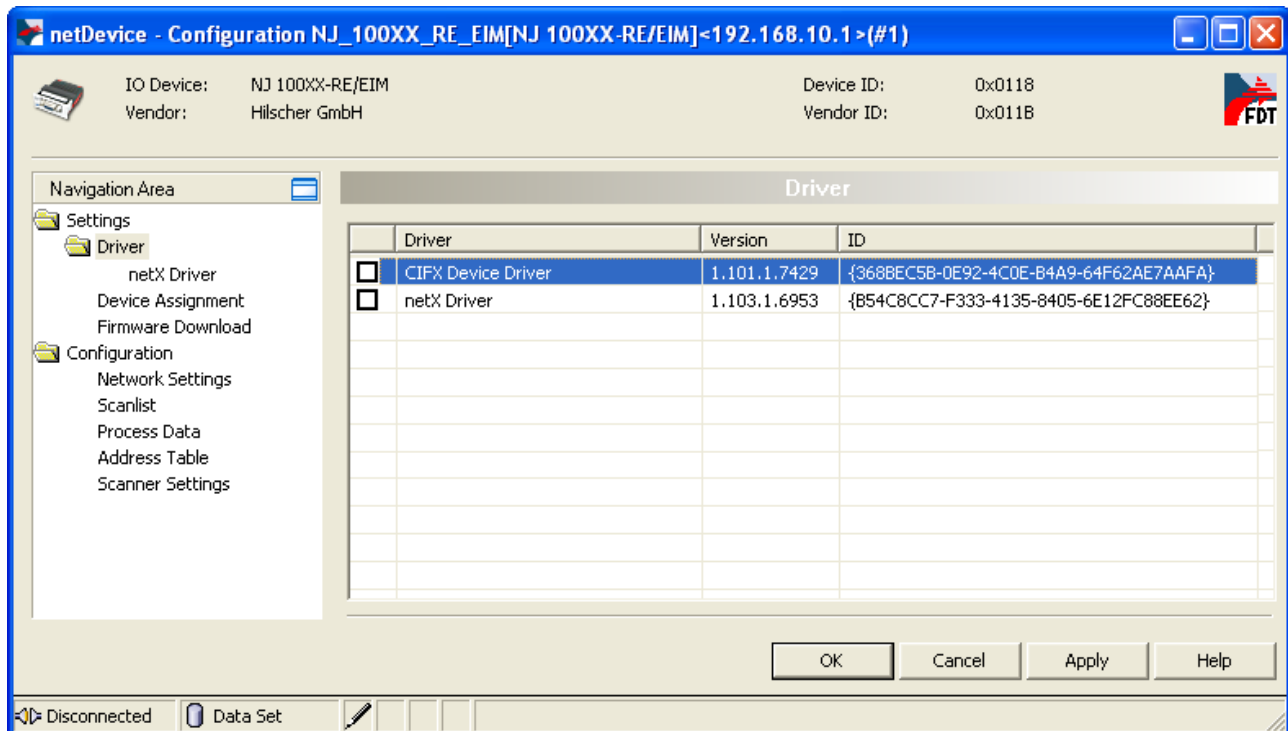 netDevice - Configuration NJ_100XX_RE_EIM[NJ 100XX-RE/EIM]<192.168.10.1>(#1)
IO Device: NJ 100XX-RE/EIM Device ID: 0x0118
Vendor: Hilscher GmbH Vendor ID: 0x011B
FDT
Navigation Area
Settings
Driver
netX Driver
Device Assignment
Firmware Download
Configuration
Network Settings
Scanlist
Process Data
Address Table
Scanner Settings
Driver
Driver Version ID
CIFX Device Driver 1.101.1.7429 {368BEC5B-0E92-4C0E-B4A9-64F62AE7AAFA}
netX Driver 1.103.1.6953 {B54C8CC7-F333-4135-8405-6E12FC88EE62}
OK Cancel Apply Help
Disconnected Data Set